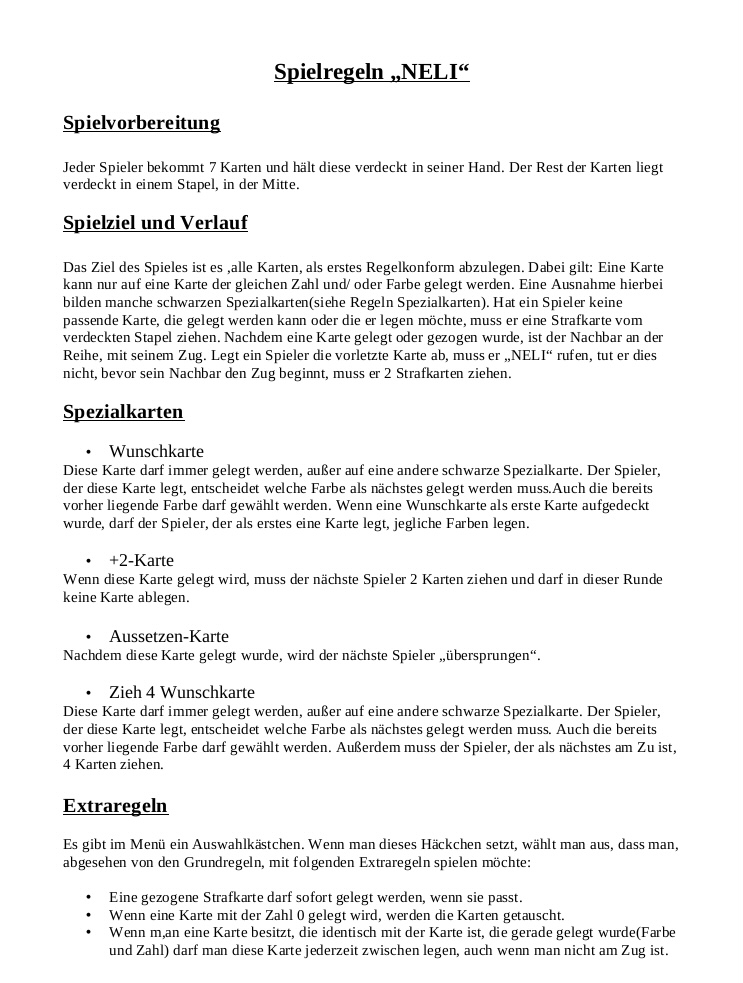 Spielregeln „NELI“
Spielvorbereitung
Jeder Spieler bekommt 7 Karten und hält diese verdeckt in seiner Hand. Der Rest der Karten liegt
verdeckt in einem Stapel, in der Mitte.
Spielziel und Verlauf
Das Ziel des Spieles ist es ,alle Karten, als erstes Regelkonform abzulegen. Dabei gilt: Eine Karte
kann nur auf eine Karte der gleichen Zahl und/ oder Farbe gelegt werden. Eine Ausnahme hierbei
bilden manche schwarzen Spezialkarten(siehe Regeln Spezialkarten). Hat ein Spieler keine
passende Karte, die gelegt werden kann oder die er legen möchte, muss er eine Strafkarte vom
verdeckten Stapel ziehen. Nachdem eine Karte gelegt oder gezogen wurde, ist der Nachbar an der
Reihe, mit seinem Zug. Legt ein Spieler die vorletzte Karte ab, muss er „NELI“ rufen, tut er dies
nicht, bevor sein Nachbar den Zug beginnt, muss er 2 Strafkarten ziehen.
Spezialkarten
• Wunschkarte
Diese Karte darf immer gelegt werden, außer auf eine andere schwarze Spezialkarte. Der Spieler,
der diese Karte legt, entscheidet welche Farbe als nächstes gelegt werden muss.Auch die bereits
vorher liegende Farbe darf gewählt werden. Wenn eine Wunschkarte als erste Karte aufgedeckt
wurde, darf der Spieler, der als erstes eine Karte legt, jegliche Farben legen.
• +2-Karte
Wenn diese Karte gelegt wird, muss der nächste Spieler 2 Karten ziehen und darf in dieser Runde
keine Karte ablegen.
• Aussetzen-Karte
Nachdem diese Karte gelegt wurde, wird der nächste Spieler „übersprungen“.
• Zieh 4 Wunschkarte
Diese Karte darf immer gelegt werden, außer auf eine andere schwarze Spezialkarte. Der Spieler,
der diese Karte legt, entscheidet welche Farbe als nächstes gelegt werden muss. Auch die bereits
vorher liegende Farbe darf gewählt werden. Außerdem muss der Spieler, der als nächstes am Zu ist,
4 Karten ziehen.
Extraregeln
Es gibt im Menü ein Auswahlkästchen. Wenn man dieses Häckchen setzt, wählt man aus, dass man,
abgesehen von den Grundregeln, mit folgenden Extraregeln spielen möchte:
• Eine gezogene Strafkarte darf sofort gelegt werden, wenn sie passt.
• Wenn eine Karte mit der Zahl 0 gelegt wird, werden die Karten getauscht.
• Wenn m,an eine Karte besitzt, die identisch mit der Karte ist, die gerade gelegt wurde(Farbe
und Zahl) darf man diese Karte jederzeit zwischen legen, auch wenn man nicht am Zug ist.